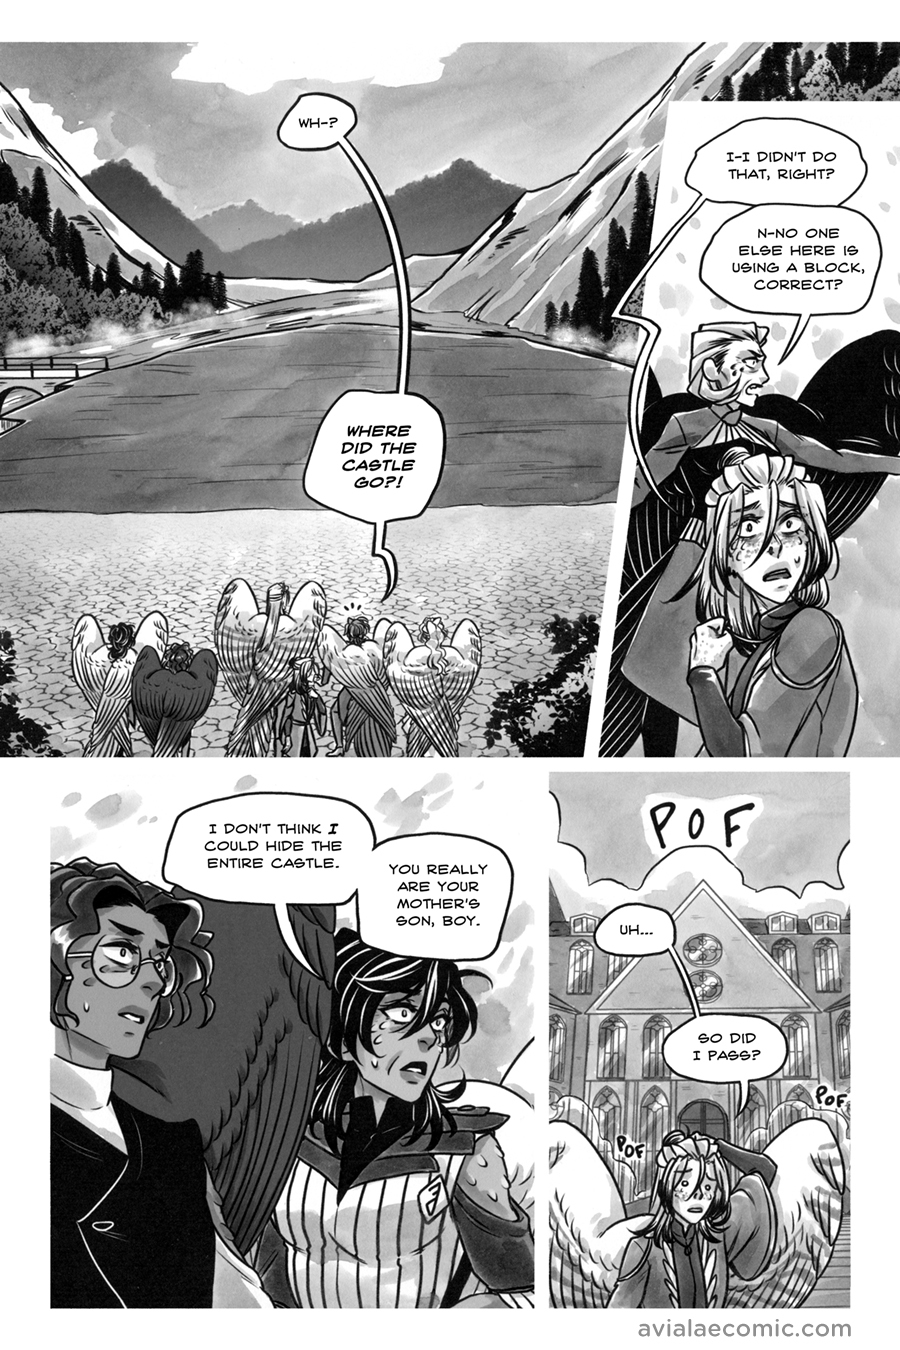 WH-?
WHERE
DID THE
CASTLE
GO?!
I-I DIDN'T DO
THAT, RIGHT?
N-NO ONE
ELSE HERE IS
USING A BLOCK,
CORRECT?
I DON'T THINK I
COULD HIDE THE
ENTIRE CASTLE.
YOU REALLY
ARE YOUR
MOTHER'S
SON, BOY.
POF
UH...
SO DID
I PASS?
POF
POF
avialaecomic.com